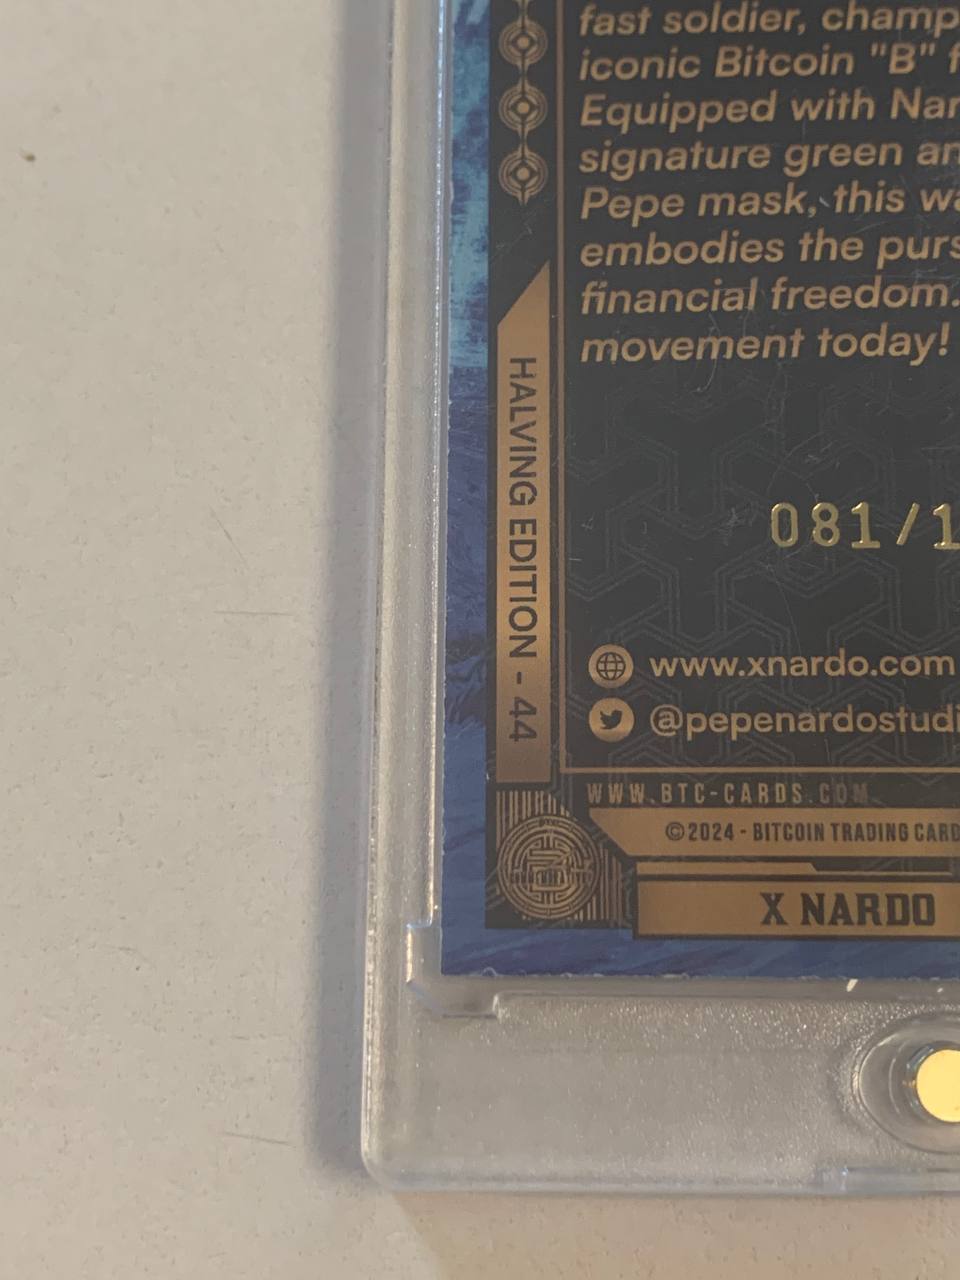 fast soldier, champ
iconic Bitcoin "B" f
Equipped with Nar
signature green an
Pepe mask, this wa
embodies the purs
financial freedom.
movement today!
HALVING EDITION - 44
081/1
www.xnardo.com
@pepenardostudi
WWW.BTC-CARDS.COM
©2024 - BITCOIN TRADING CARD
COMMEMORATIVE
X NARDO